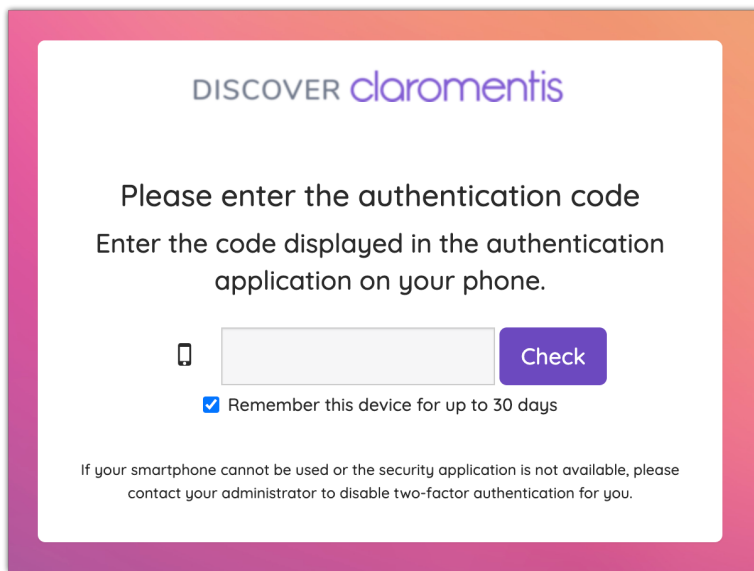 DISCOVER claromentis
Please enter the authentication code
Enter the code displayed in the authentication
application on your phone.
Check
Remember this device for up to 30 days
If your smartphone cannot be used or the security application is not available, please
contact your administrator to disable two-factor authentication for you.